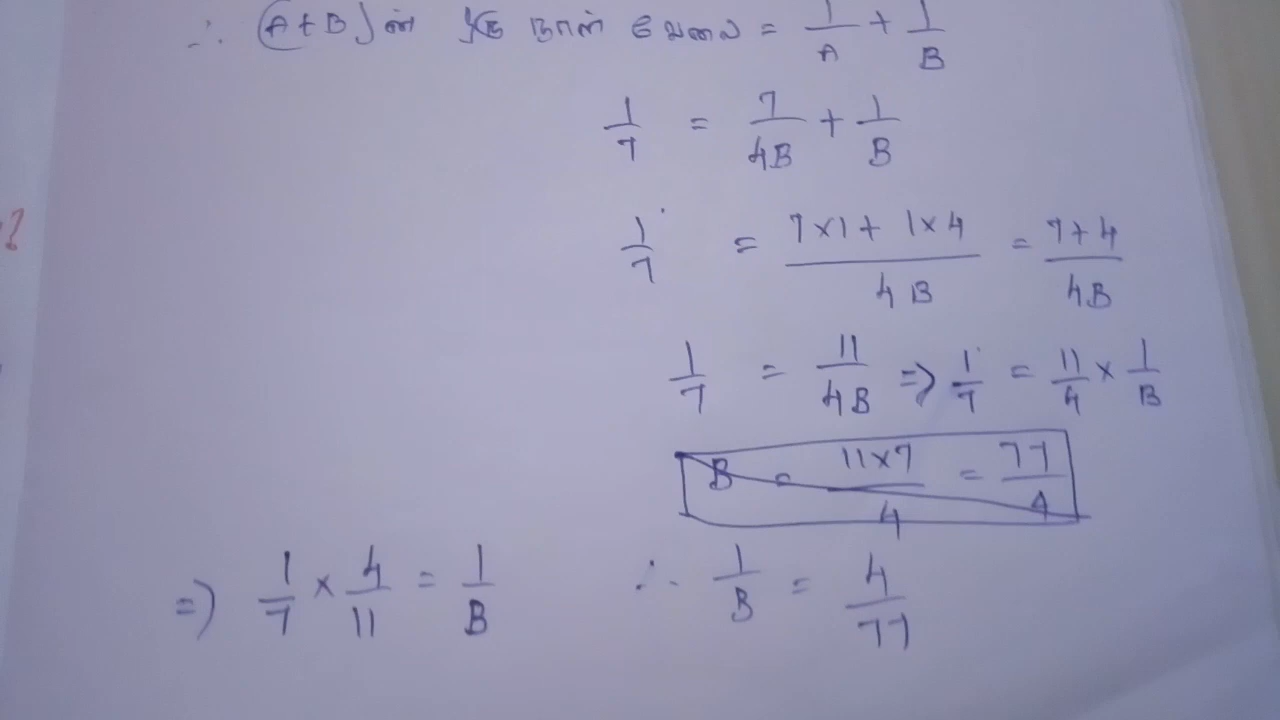 ∴ (A+B) ன் ஒரு நாள் வேலை = 1/A + 1/B
1/7 = 7/4B + 1/B
1/7 = (7×1 + 1×4)/4B = (7+4)/4B
1/7 = 11/4B ⇒ 1/7 = 11/4 × 1/B
B = (11×7)/4 = 77/4
⇒ 1/7 × 4/11 = 1/B ∴ 1/B = 4/77